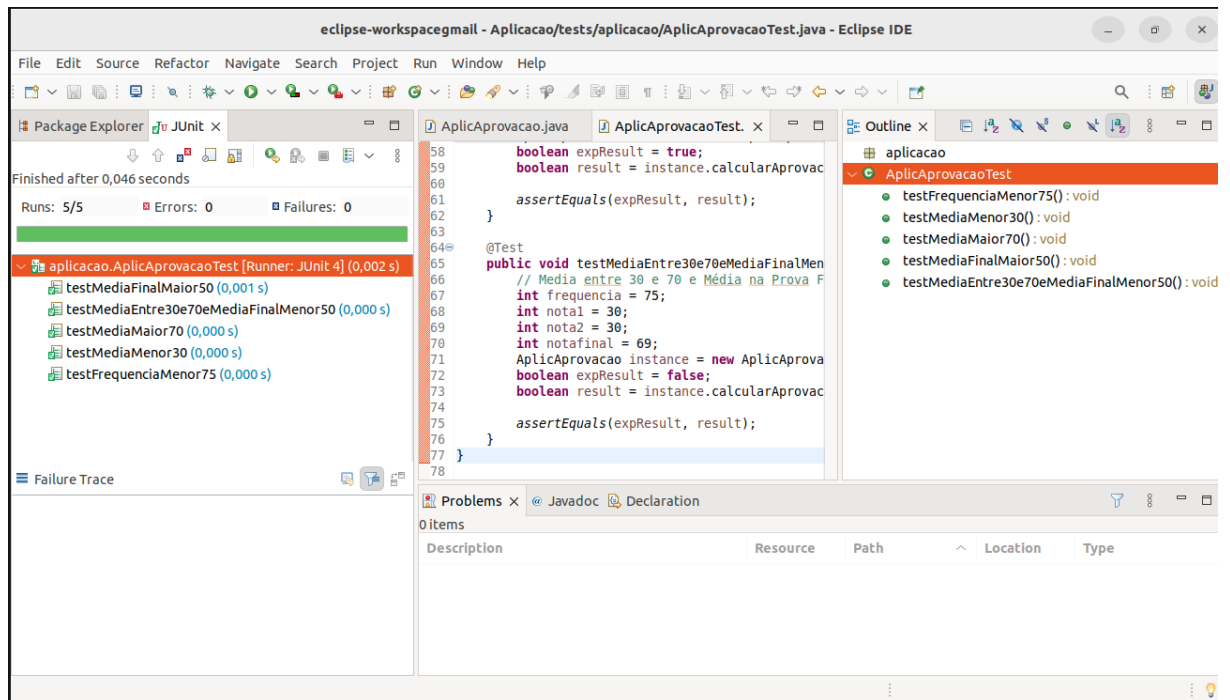 eclipse-workspacegmail - Aplicacao/tests/aplicacao/AplicAprovacaoTest.java - Eclipse IDE
File Edit Source Refactor Navigate Search Project Run Window Help
Package Explorer
JUnit
Finished after 0,046 seconds
Runs: 5/5 Errors: 0 Failures: 0
aplicacao.AplicAprovacaoTest [Runner: JUnit 4] (0,002 s)
testMediaFinalMaior50 (0,001 s)
testMediaEntre30e70eMediaFinalMenor50 (0,000 s)
testMediaMaior70 (0,000 s)
testMediaMenor30 (0,000 s)
testFrequenciaMenor75 (0,000 s)
Failure Trace
AplicAprovacao.java
AplicAprovacaoTest.
58 boolean expResult = true;
59 boolean result = instance.calcularAprovac
60
61 assertEquals(expResult, result);
62 }
63
64 @Test
65 public void testMediaEntre30e70eMediaFinalMen
66 // Media entre 30 e 70 e Média na Prova F
67 int frequencia = 75;
68 int nota1 = 30;
69 int nota2 = 30;
70 int notafinal = 69;
71 AplicAprovacao instance = new AplicAprova
72 boolean expResult = false;
73 boolean result = instance.calcularAprovac
74
75 assertEquals(expResult, result);
76 }
77 }
78
Outline
aplicacao
AplicAprovacaoTest
testFrequenciaMenor75() : void
testMediaMenor30() : void
testMediaMaior70() : void
testMediaFinalMaior50() : void
testMediaEntre30e70eMediaFinalMenor50() : void
Problems @ Javadoc Declaration
0 items
Description Resource Path Location Type